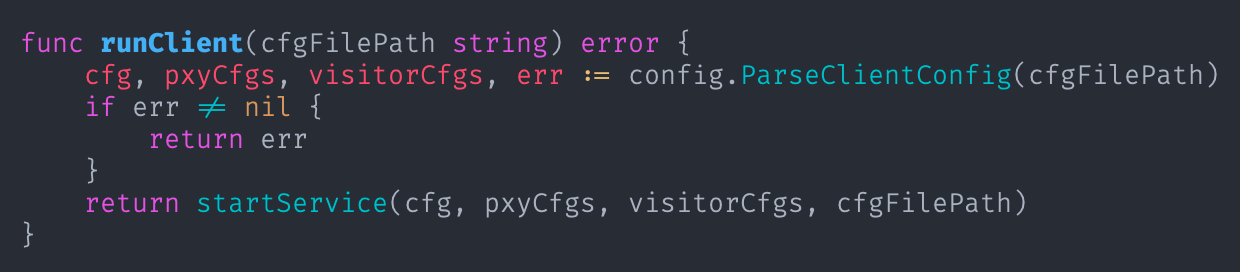 func runClient(cfgFilePath string) error {
    cfg, pxyCfgs, visitorCfgs, err := config.ParseClientConfig(cfgFilePath)
    if err != nil {
        return err
    }
    return startService(cfg, pxyCfgs, visitorCfgs, cfgFilePath)
}